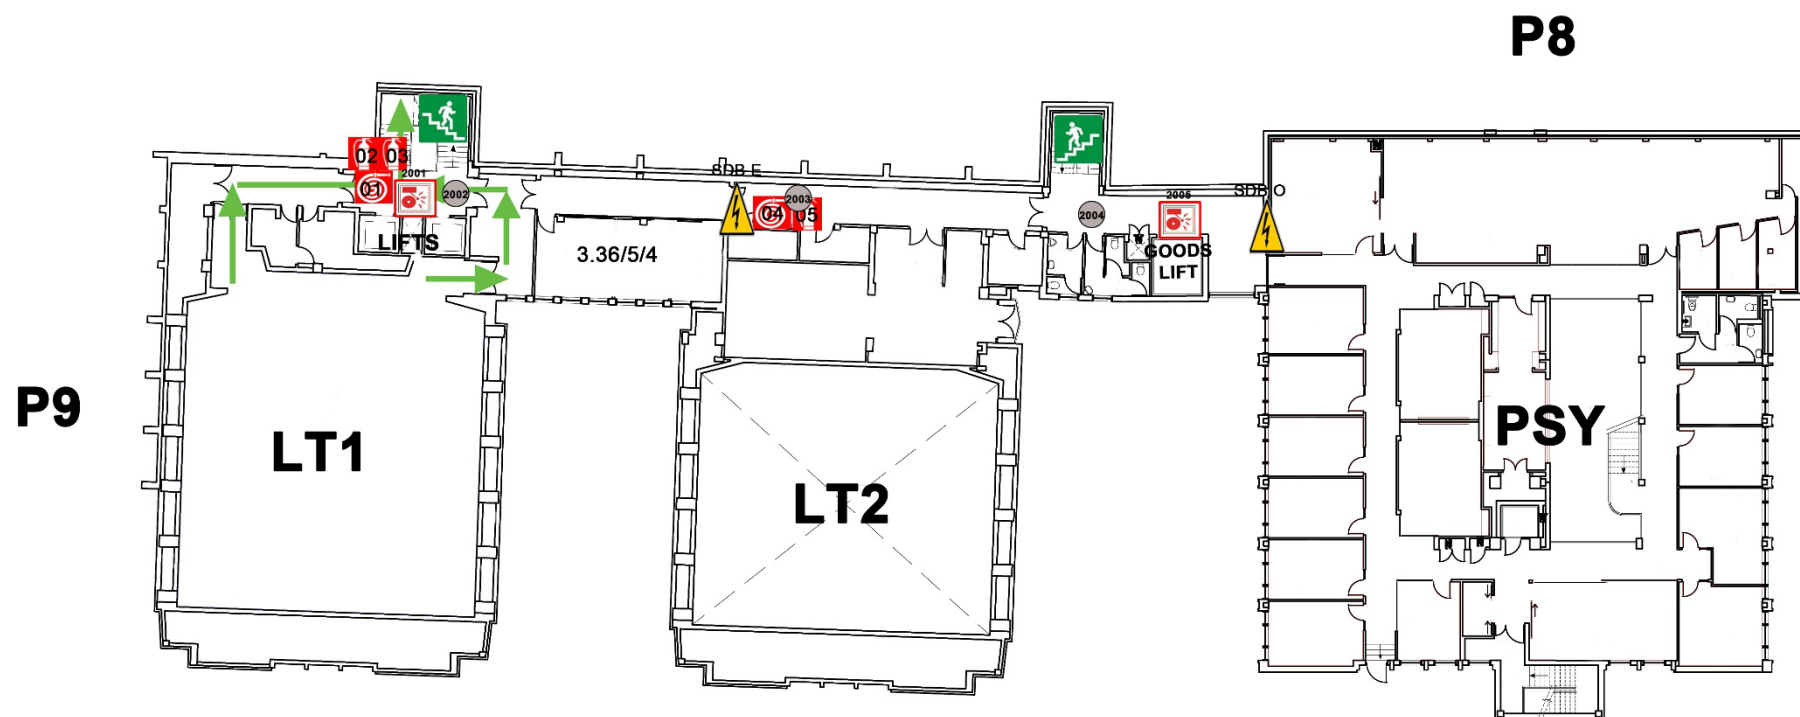 P8
SDB E
02 03
2001
01
2002
2003
04 05
2004
2005
SDB O
LIFTS
3.36/5/4
GOODS
LIFT
P9
LT1
LT2
PSY